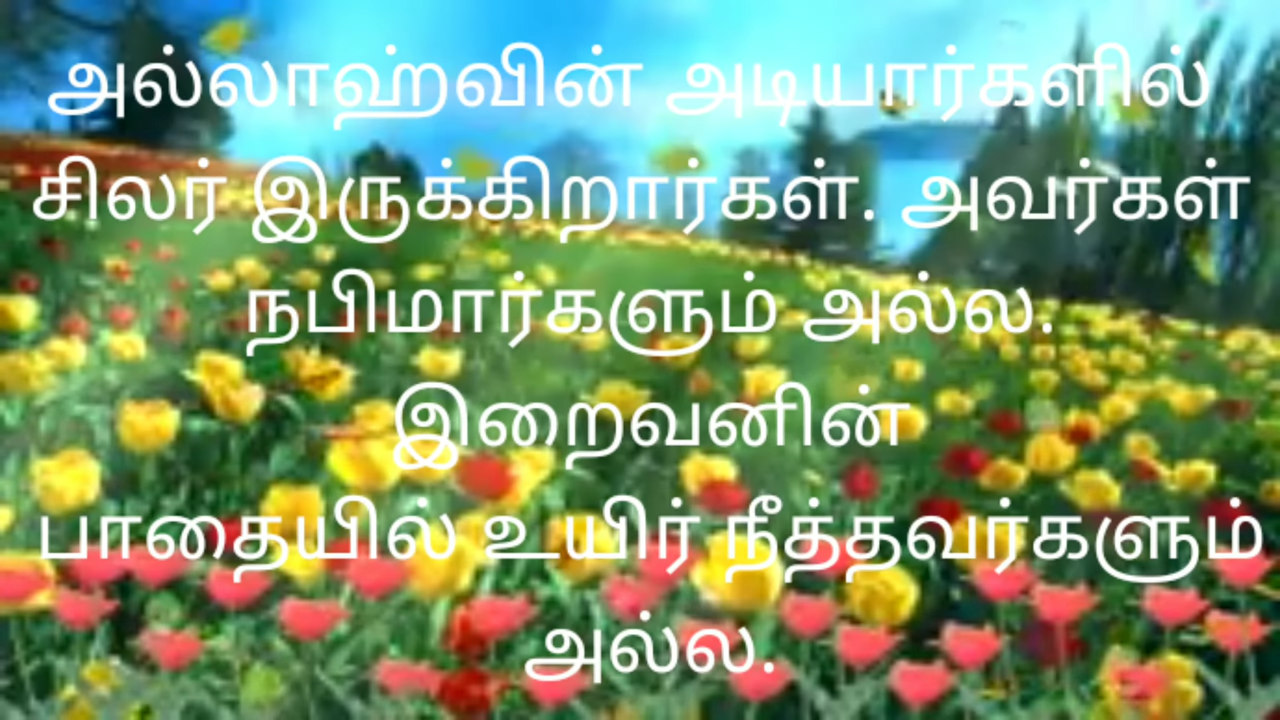 அல்லாஹ்வின் அடியார்களில்
சிலர் இருக்கிறார்கள். அவர்கள்
நபிமார்களும் அல்ல.
இறைவனின்
பாதையில் உயிர் நீத்தவர்களும்
அல்ல.